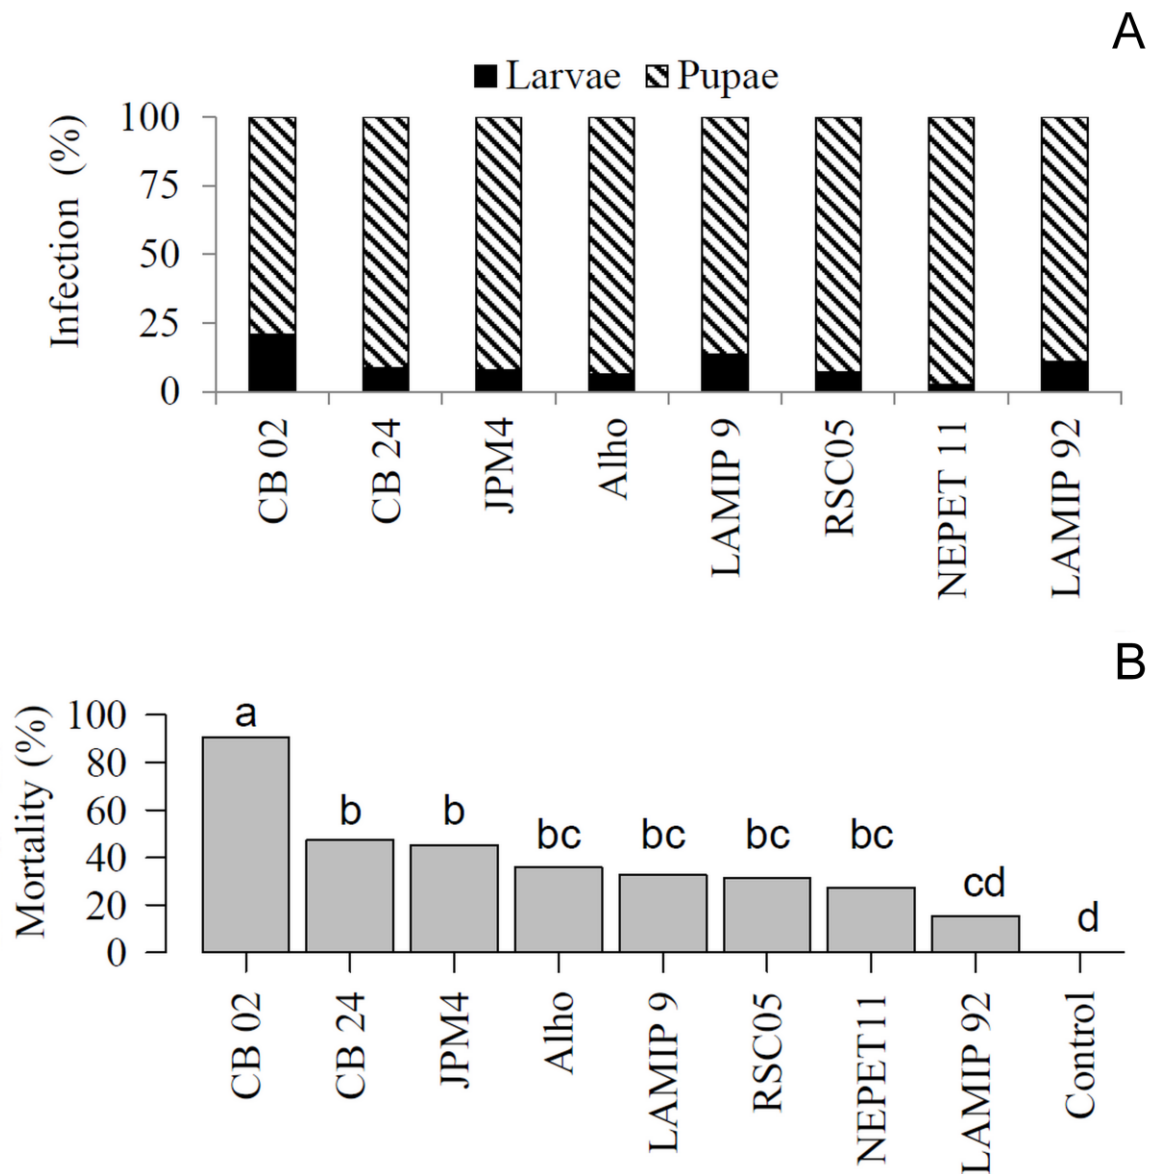 A
Larvae Pupae
Infection (%)
100
75
50
25
0
CB 02
CB 24
JPM4
Alho
LAMIP 9
RSC05
NEPET 11
LAMIP 92
B
Mortality (%)
100
80
60
40
20
0
a
b
b
bc
bc
bc
bc
cd
d
CB 02
CB 24
JPM4
Alho
LAMIP 9
RSC05
NEPET11
LAMIP 92
Control